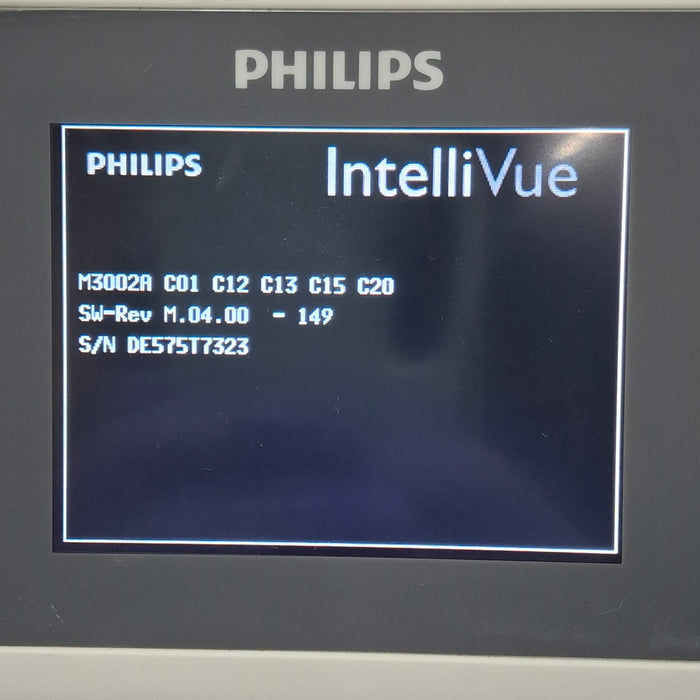 PHILIPS
PHILIPS IntelliVue
M3002A C01 C12 C13 C15 C20
SW-Rev M.04.00 - 149
S/N DE575T7323